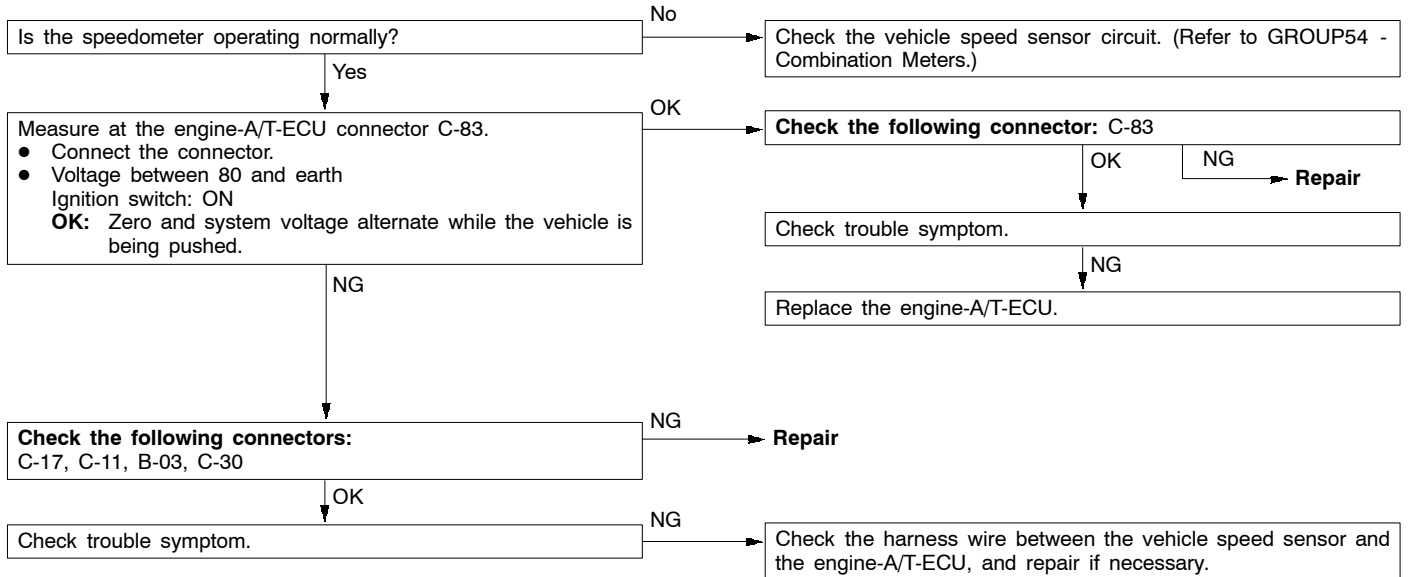 Is the speedometer operating normally?
No
Check the vehicle speed sensor circuit. (Refer to GROUP54 -
Combination Meters.)
Yes
Measure at the engine-A/T-ECU connector C-83.
● Connect the connector.
● Voltage between 80 and earth
Ignition switch: ON
OK: Zero and system voltage alternate while the vehicle is
being pushed.
OK
Check the following connector: C-83
OK
NG
Repair
Check trouble symptom.
NG
Replace the engine-A/T-ECU.
NG
Check the following connectors:
C-17, C-11, B-03, C-30
NG
Repair
OK
Check trouble symptom.
NG
Check the harness wire between the vehicle speed sensor and
the engine-A/T-ECU, and repair if necessary.